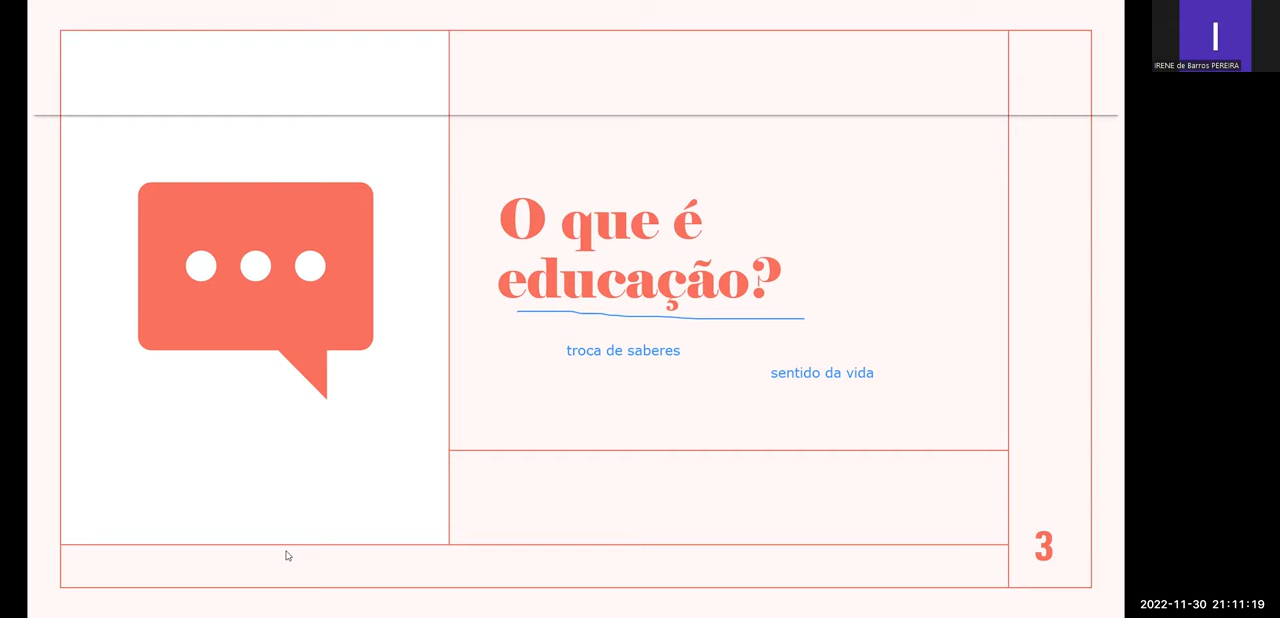 O que é
educação?
troca de saberes
sentido da vida
3
I
IRENE de Barros PEREIRA
2022-11-30 21:11:19